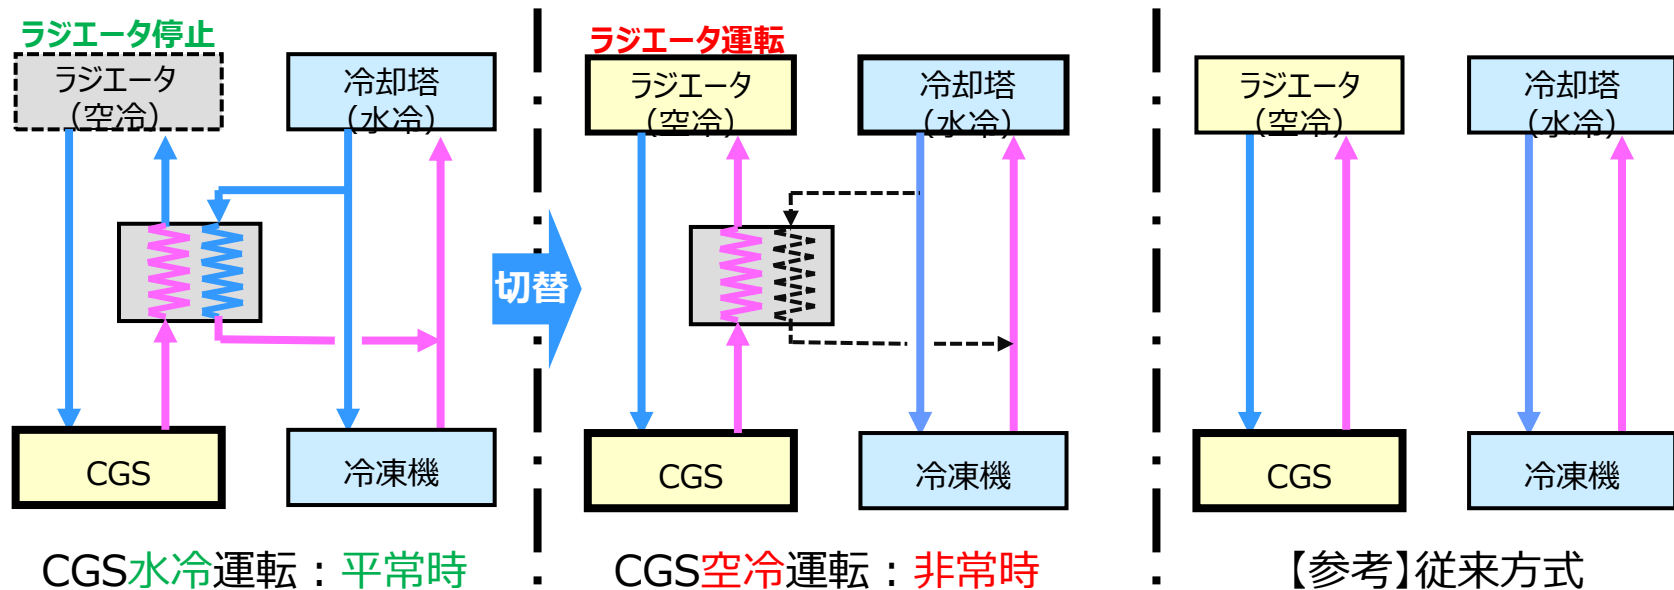 ラジエータ停止
ラジエータ
（空冷）
冷却塔
（水冷）
CGS
冷凍機
CGS水冷運転：平常時
切替
ラジエータ運転
ラジエータ
（空冷）
冷却塔
（水冷）
CGS
冷凍機
CGS空冷運転：非常時
ラジエータ
（空冷）
冷却塔
（水冷）
CGS
冷凍機
【参考】従来方式